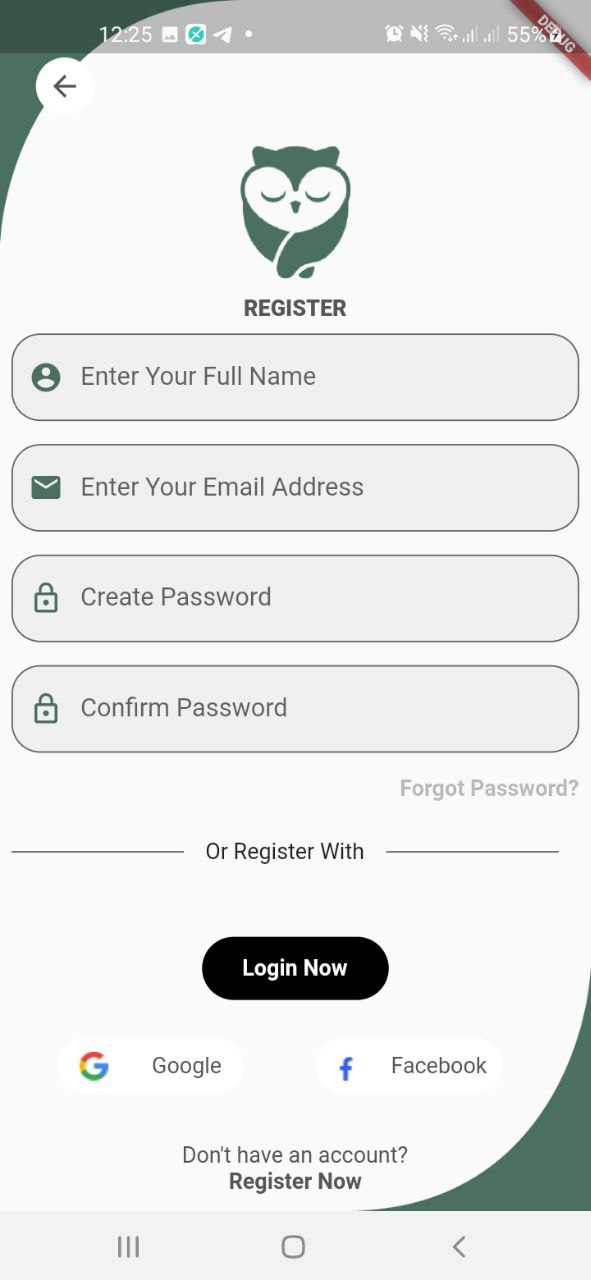 12:25
55%
DEBUG
REGISTER
Enter Your Full Name
Enter Your Email Address
Create Password
Confirm Password
Forgot Password?
Or Register With
Login Now
Google
Facebook
Don't have an account?
Register Now